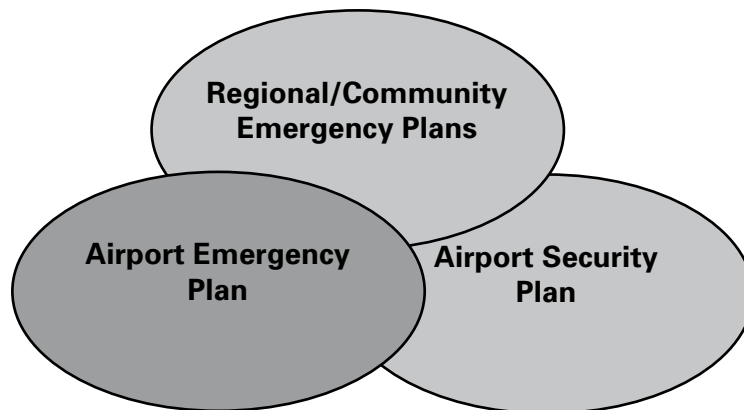 Regional/Community
Emergency Plans
Airport Emergency
Plan
Airport Security
Plan